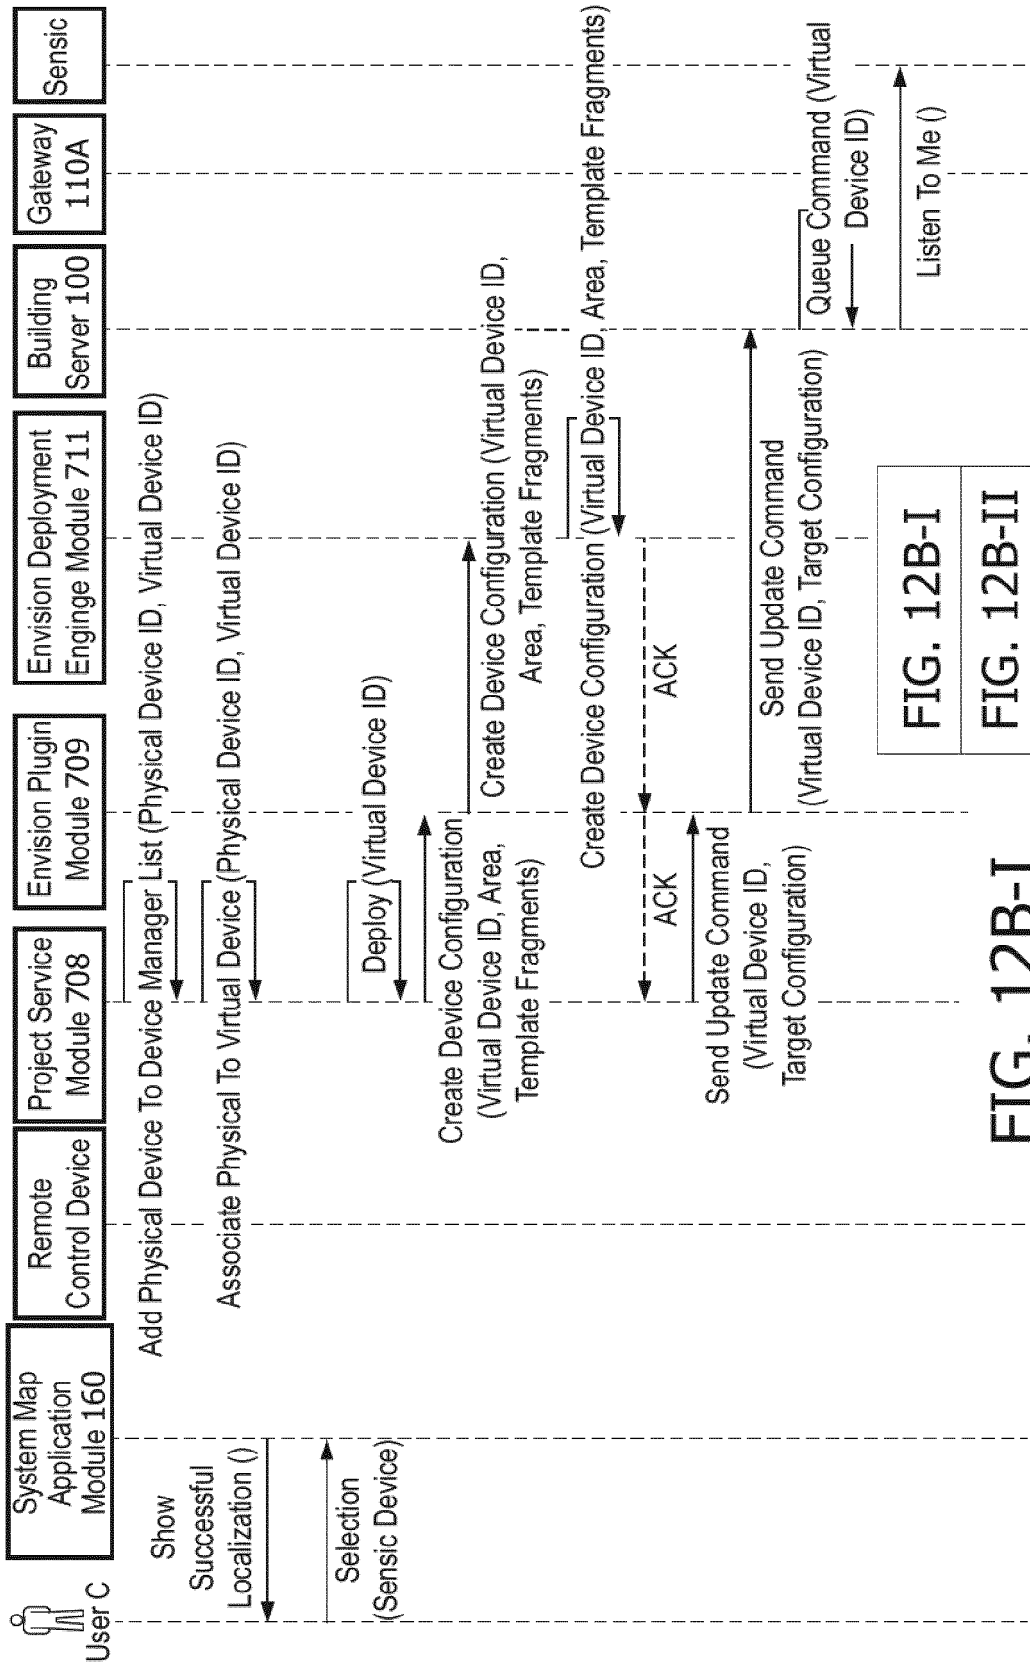 User C
System Map
Application
Module 160
Remote
Control Device
Project Service
Module 708
Envision Plugin
Module 709
Envision Deployment
Enginge Module 711
Building
Server 100
Gateway
110A
Sensic
Add Physical Device To Device Manager List (Physical Device ID, Virtual Device ID)
Associate Physical To Virtual Device (Physical Device ID, Virtual Device ID)
Show
Successful
Localization ()
Selection
(Sensic Device)
Deploy (Virtual Device ID)
Create Device Configuration
(Virtual Device ID, Area,
Template Fragments)
Create Device Configuration (Virtual Device ID,
Area, Template Fragments)
Create Device Configuration (Virtual Device ID, Area, Template Fragments)
ACK
ACK
Send Update Command
(Virtual Device ID,
Target Configuration)
Send Update Command
(Virtual Device ID, Target Configuration)
Queue Command (Virtual
Device ID)
Listen To Me ()
FIG. 12B-I
FIG. 12B-II
FIG. 12B-I